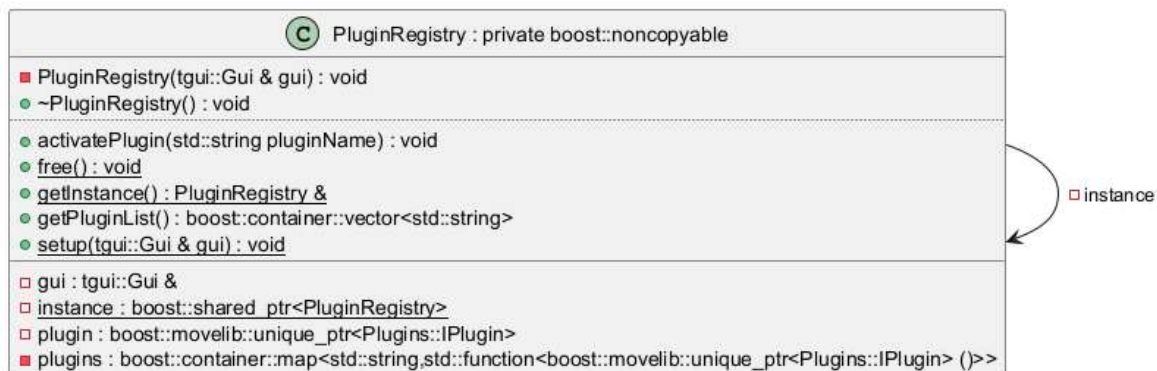 C PluginRegistry : private boost::noncopyable
PluginRegistry(tgui::Gui & gui) : void
~PluginRegistry() : void
activatePlugin(std::string pluginName) : void
free() : void
getInstance() : PluginRegistry &
getPluginList() : boost::container::vector<std::string>
setup(tgui::Gui & gui) : void
instance
gui : tgui::Gui &
instance : boost::shared_ptr<PluginRegistry>
plugin : boost::movelib::unique_ptr<Plugins::IPlugin>
plugins : boost::container::map<std::string,std::function<boost::movelib::unique_ptr<Plugins::IPlugin> ()>>